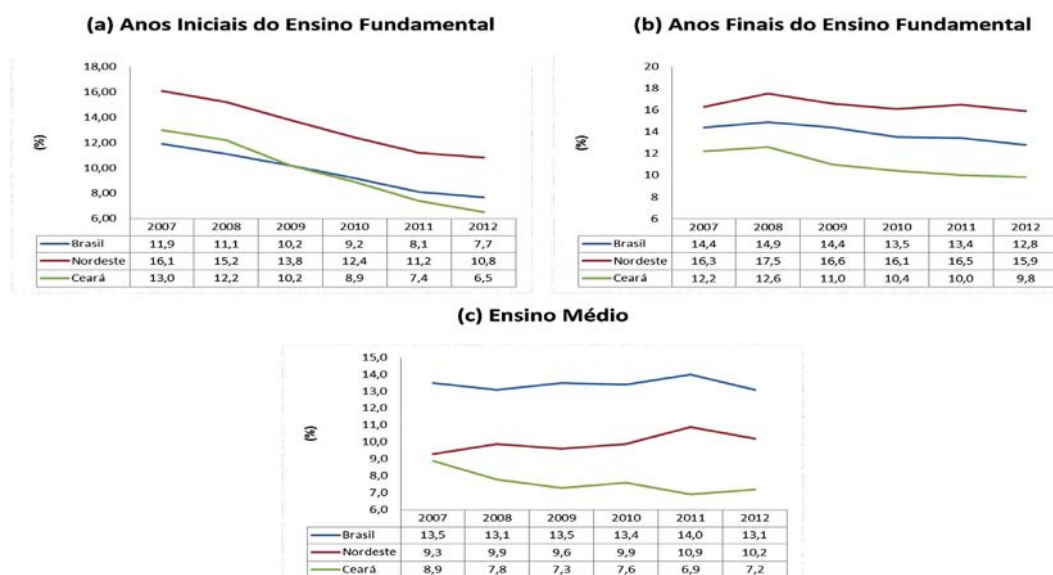 (a) Anos Iniciais do Ensino Fundamental
18,00
16,00
14,00
12,00
10,00
8,00
6,00
(%)
2007 2008 2009 2010 2011 2012
Brasil 11,9 11,1 10,2 9,2 8,1 7,7
Nordeste 16,1 15,2 13,8 12,4 11,2 10,8
Ceará 13,0 12,2 10,2 8,9 7,4 6,5
(b) Anos Finais do Ensino Fundamental
20
18
16
14
12
10
8
6
(%)
2007 2008 2009 2010 2011 2012
Brasil 14,4 14,9 14,4 13,5 13,4 12,8
Nordeste 16,3 17,5 16,6 16,1 16,5 15,9
Ceará 12,2 12,6 11,0 10,4 10,0 9,8
(c) Ensino Médio
15,0
14,0
13,0
12,0
11,0
10,0
9,0
8,0
7,0
6,0
(%)
2007 2008 2009 2010 2011 2012
Brasil 13,5 13,1 13,5 13,4 14,0 13,1
Nordeste 9,3 9,9 9,6 9,9 10,9 10,2
Ceará 8,9 7,8 7,3 7,6 6,9 7,2